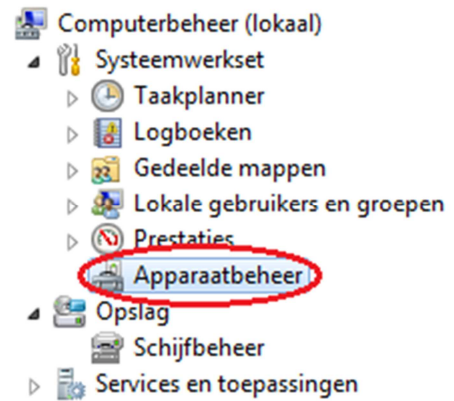 Computerbeheer (lokaal)
Systeemwerkset
Taakplanner
Logboeken
Gedeelde mappen
Lokale gebruikers en groepen
Prestaties
Apparaatbeheer
Opslag
Schijfbeheer
Services en toepassingen